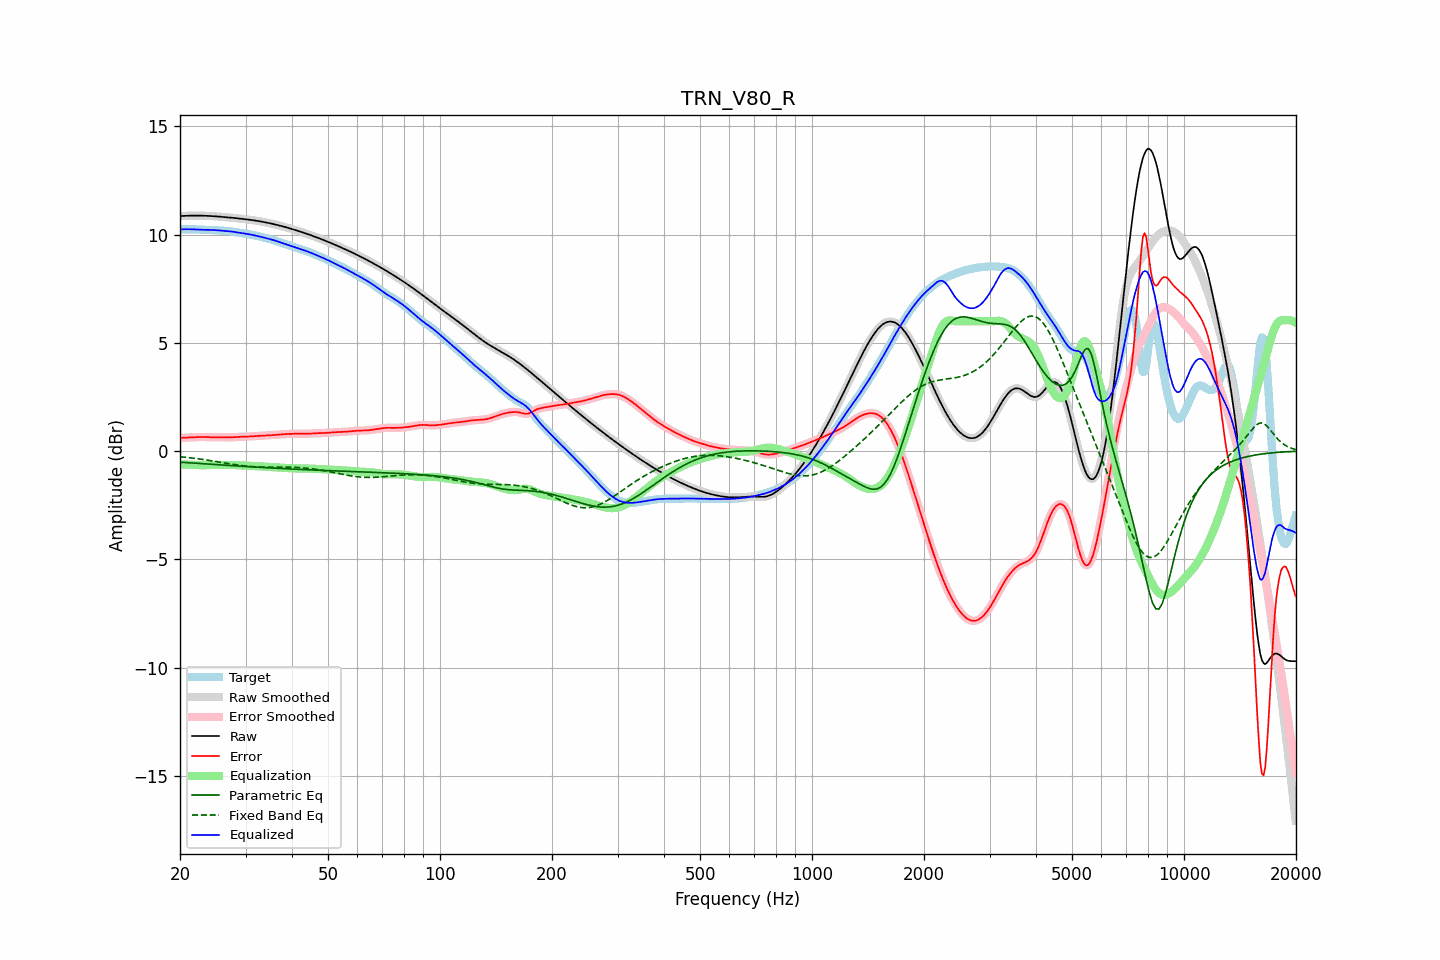 TRN_V80_R
15
10
5
0
−5
−10
−15
Amplitude (dBr)
Target
Raw Smoothed
Error Smoothed
Raw
Error
Equalization
Parametric Eq
Fixed Band Eq
Equalized
20 50 100 200 500 1000 2000 5000 10000 20000
Frequency (Hz)